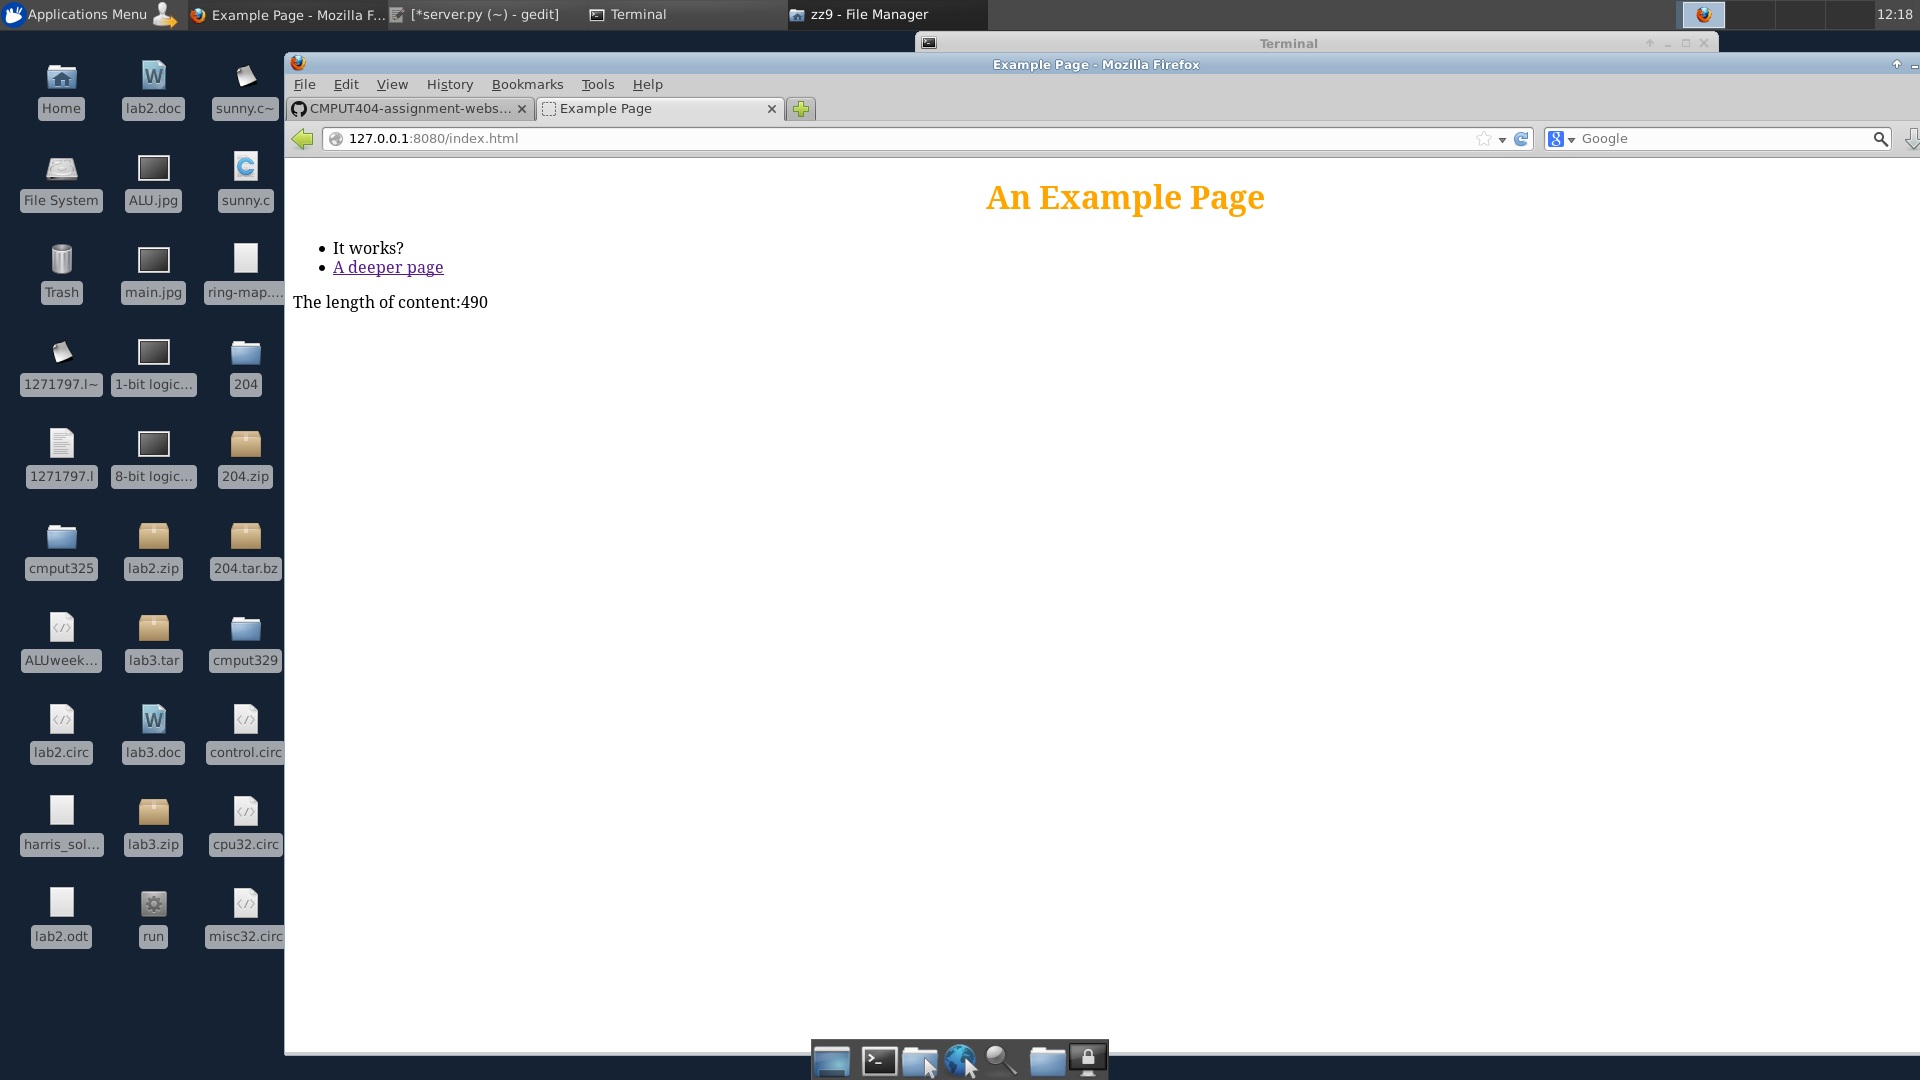 Applications Menu
Example Page - Mozilla F...
[*server.py (~) - gedit]
Terminal
zz9 - File Manager
12:18
Terminal
Example Page - Mozilla Firefox
File Edit View History Bookmarks Tools Help
CMPUT404-assignment-webs...
Example Page
127.0.0.1:8080/index.html
Google
An Example Page
It works?
A deeper page
The length of content:490
Home
lab2.doc
sunny.c~
File System
ALU.jpg
sunny.c
Trash
main.jpg
ring-map....
1271797.l~
1-bit logic...
204
1271797.l
8-bit logic...
204.zip
cmput325
lab2.zip
204.tar.bz
ALUweek...
lab3.tar
cmput329
lab2.circ
lab3.doc
control.circ
harris_sol...
lab3.zip
cpu32.circ
lab2.odt
run
misc32.circ